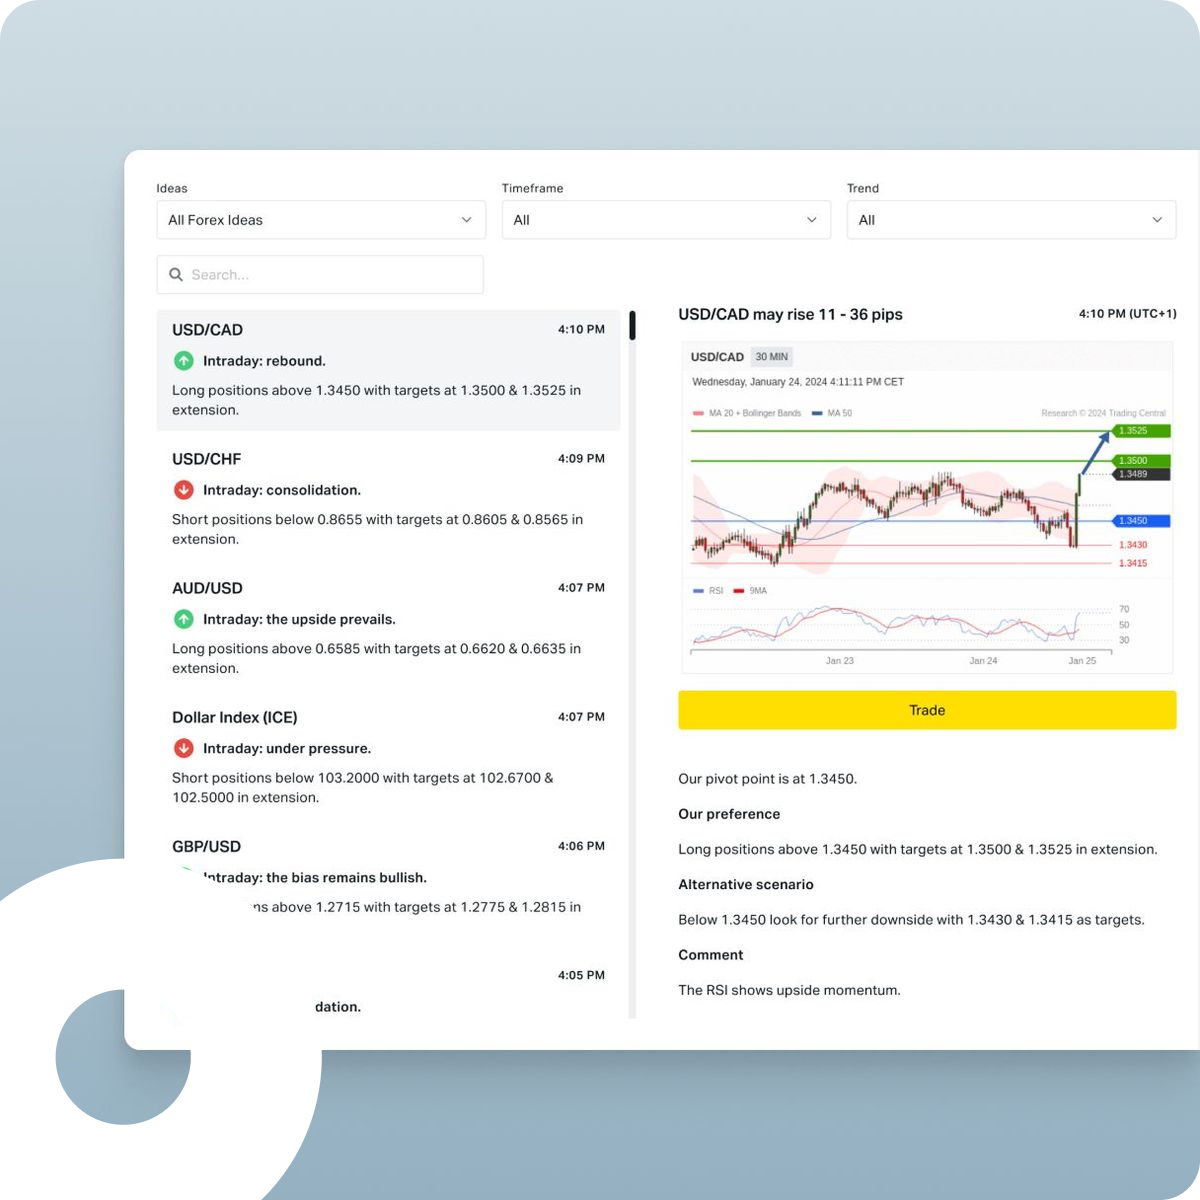 Ideas
Timeframe
Trend
All Forex Ideas
All
All
Search...
USD/CAD
4:10 PM
Intraday: rebound.
Long positions above 1.3450 with targets at 1.3500 & 1.3525 in
extension.
USD/CHF
4:09 PM
Intraday: consolidation.
Short positions below 0.8655 with targets at 0.8605 & 0.8565 in
extension.
AUD/USD
4:07 PM
Intraday: the upside prevails.
Long positions above 0.6585 with targets at 0.6620 & 0.6635 in
extension.
Dollar Index (ICE)
4:07 PM
Intraday: under pressure.
Short positions below 103.2000 with targets at 102.6700 &
102.5000 in extension.
GBP/USD
4:06 PM
Intraday: the bias remains bullish.
above 1.2715 with targets at 1.2775 & 1.2815 in
4:05 PM
dation.
USD/CAD may rise 11 - 36 pips
4:10 PM (UTC+1)
USD/CAD 30 MIN
Wednesday, January 24, 2024 4:11:11 PM CET
MA 20 + Bollinger Bands MA 50
Research © 2024 Trading Central
1.3525
1.3500
1.3489
1.3450
1.3430
1.3415
RSI 9MA
70
50
30
Jan 23 Jan 24 Jan 25
Trade
Our pivot point is at 1.3450.
Our preference
Long positions above 1.3450 with targets at 1.3500 & 1.3525 in extension.
Alternative scenario
Below 1.3450 look for further downside with 1.3430 & 1.3415 as targets.
Comment
The RSI shows upside momentum.